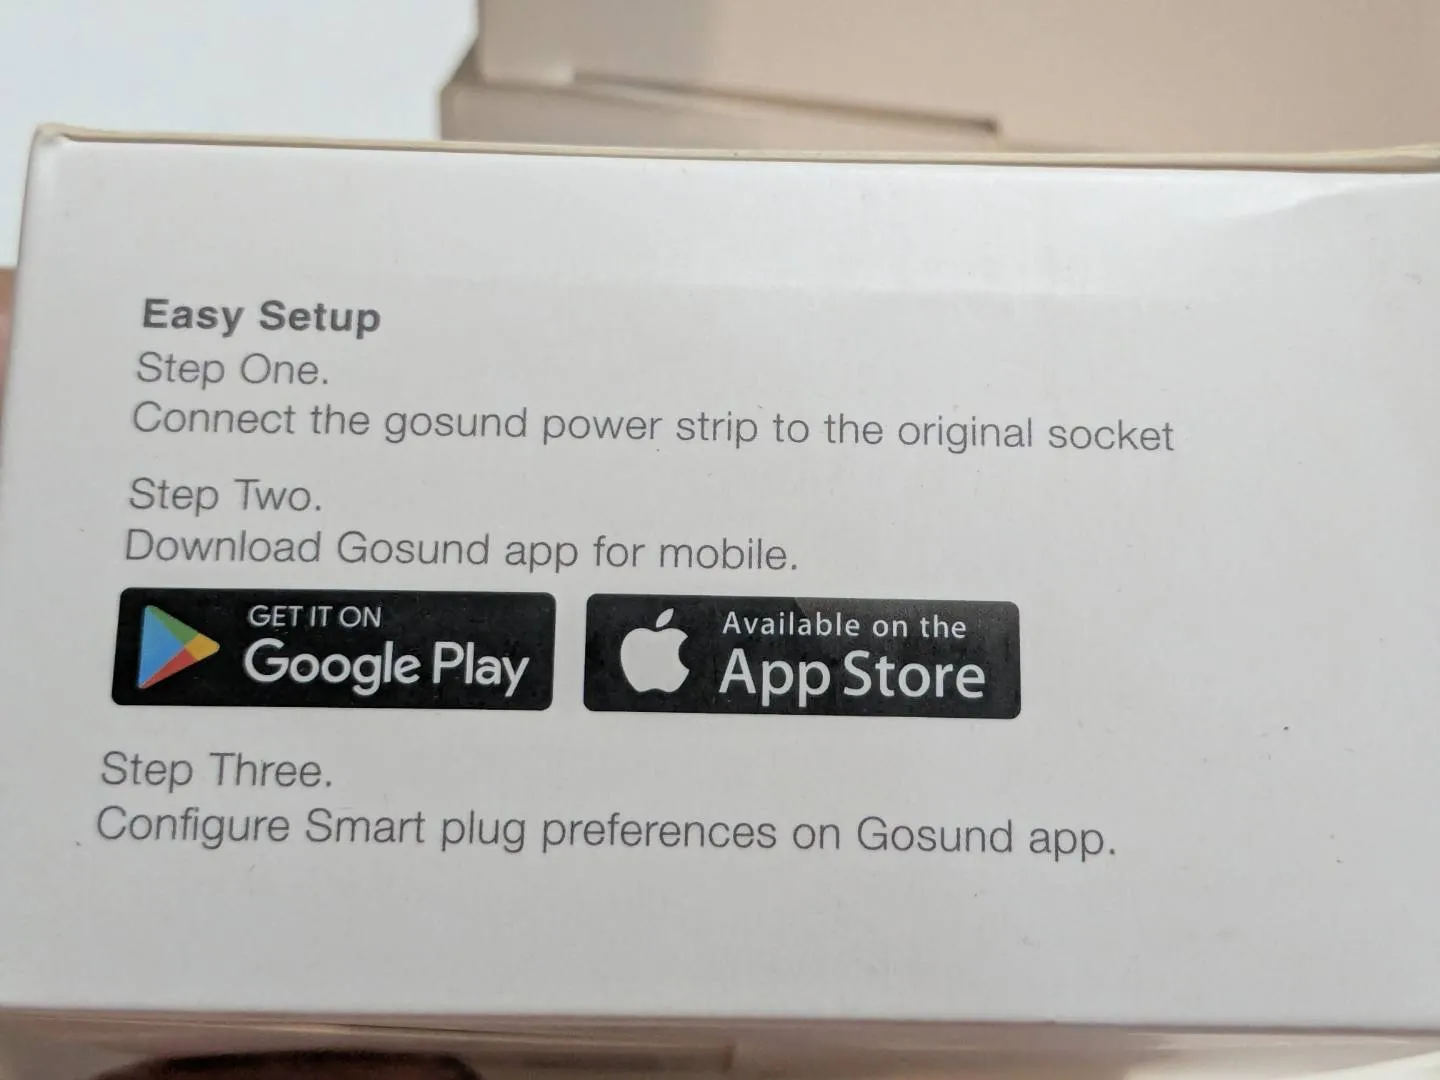 Easy Setup
Step One.
Connect the gosund power strip to the original socket
Step Two.
Download Gosund app for mobile.
GET IT ON
Google Play
Available on the
App Store
Step Three.
Configure Smart plug preferences on Gosund app.